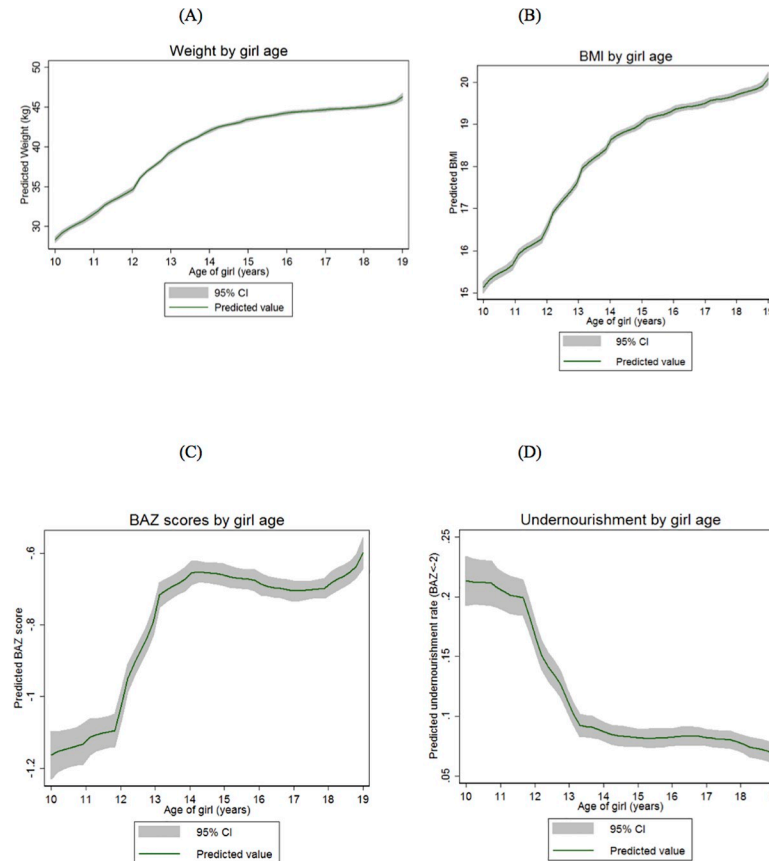 (A)
Weight by girl age
Predicted Weight (kg)
50
45
40
35
30
10 11 12 13 14 15 16 17 18 19
Age of girl (years)
95% CI
Predicted value
(B)
BMI by girl age
Predicted BMI
20
19
18
17
16
15
10 11 12 13 14 15 16 17 18 19
Age of girl (years)
95% CI
Predicted value
(C)
BAZ scores by girl age
Predicted BAZ score
-.6
-.8
-1
-1.2
10 11 12 13 14 15 16 17 18 19
Age of girl (years)
95% CI
Predicted value
(D)
Undernourishment by girl age
Predicted undernourishment rate (BAZ<-2)
.25
.2
.15
.1
.05
10 11 12 13 14 15 16 17 18
Age of girl (years)
95% CI
Predicted value